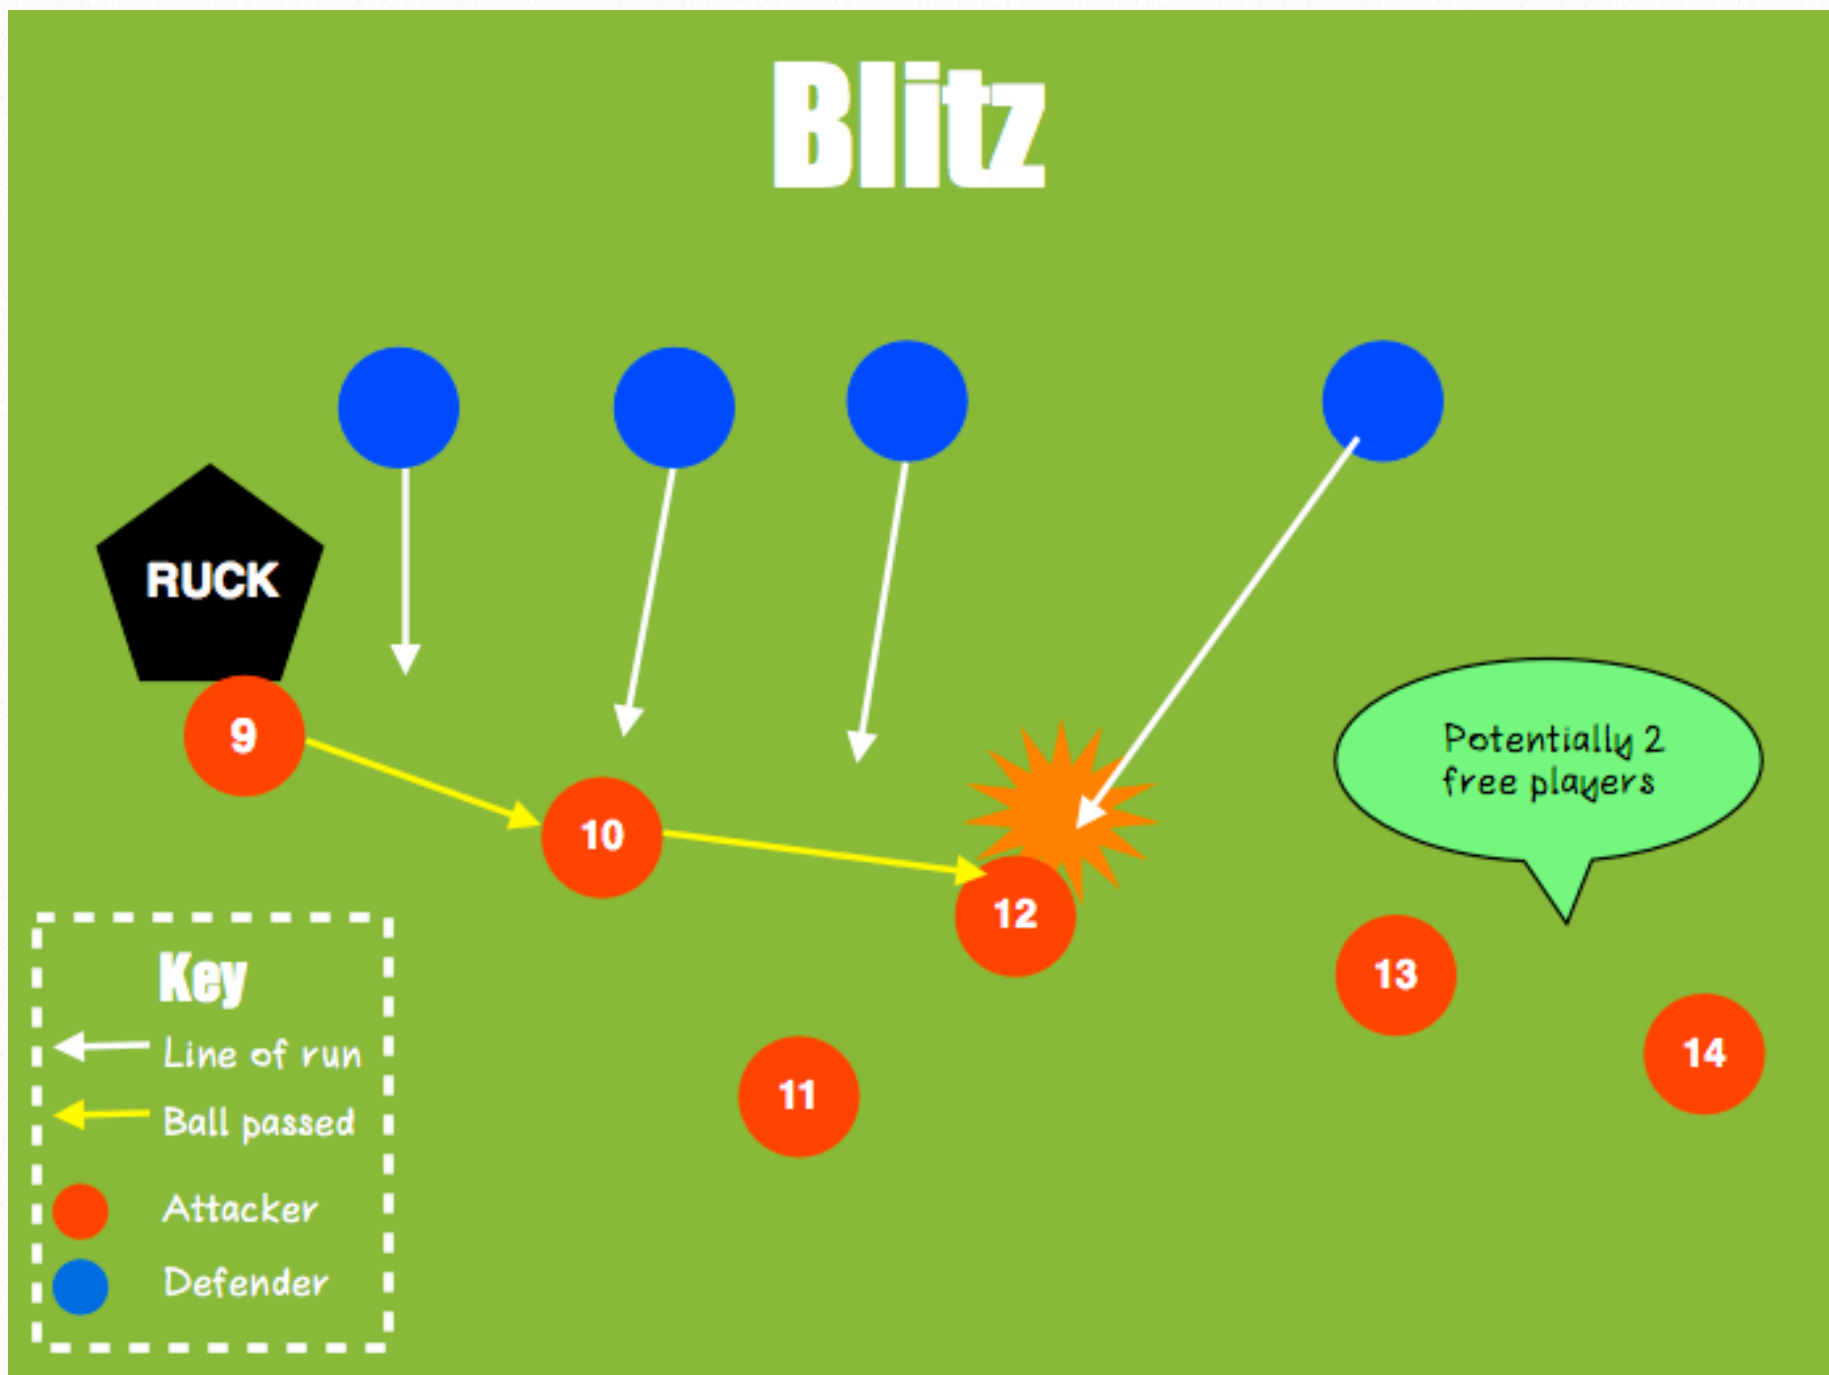 Blitz
RUCK
9
10
12
Potentially 2
free players
13
14
11
Key
Line of run
Ball passed
Attacker
Defender